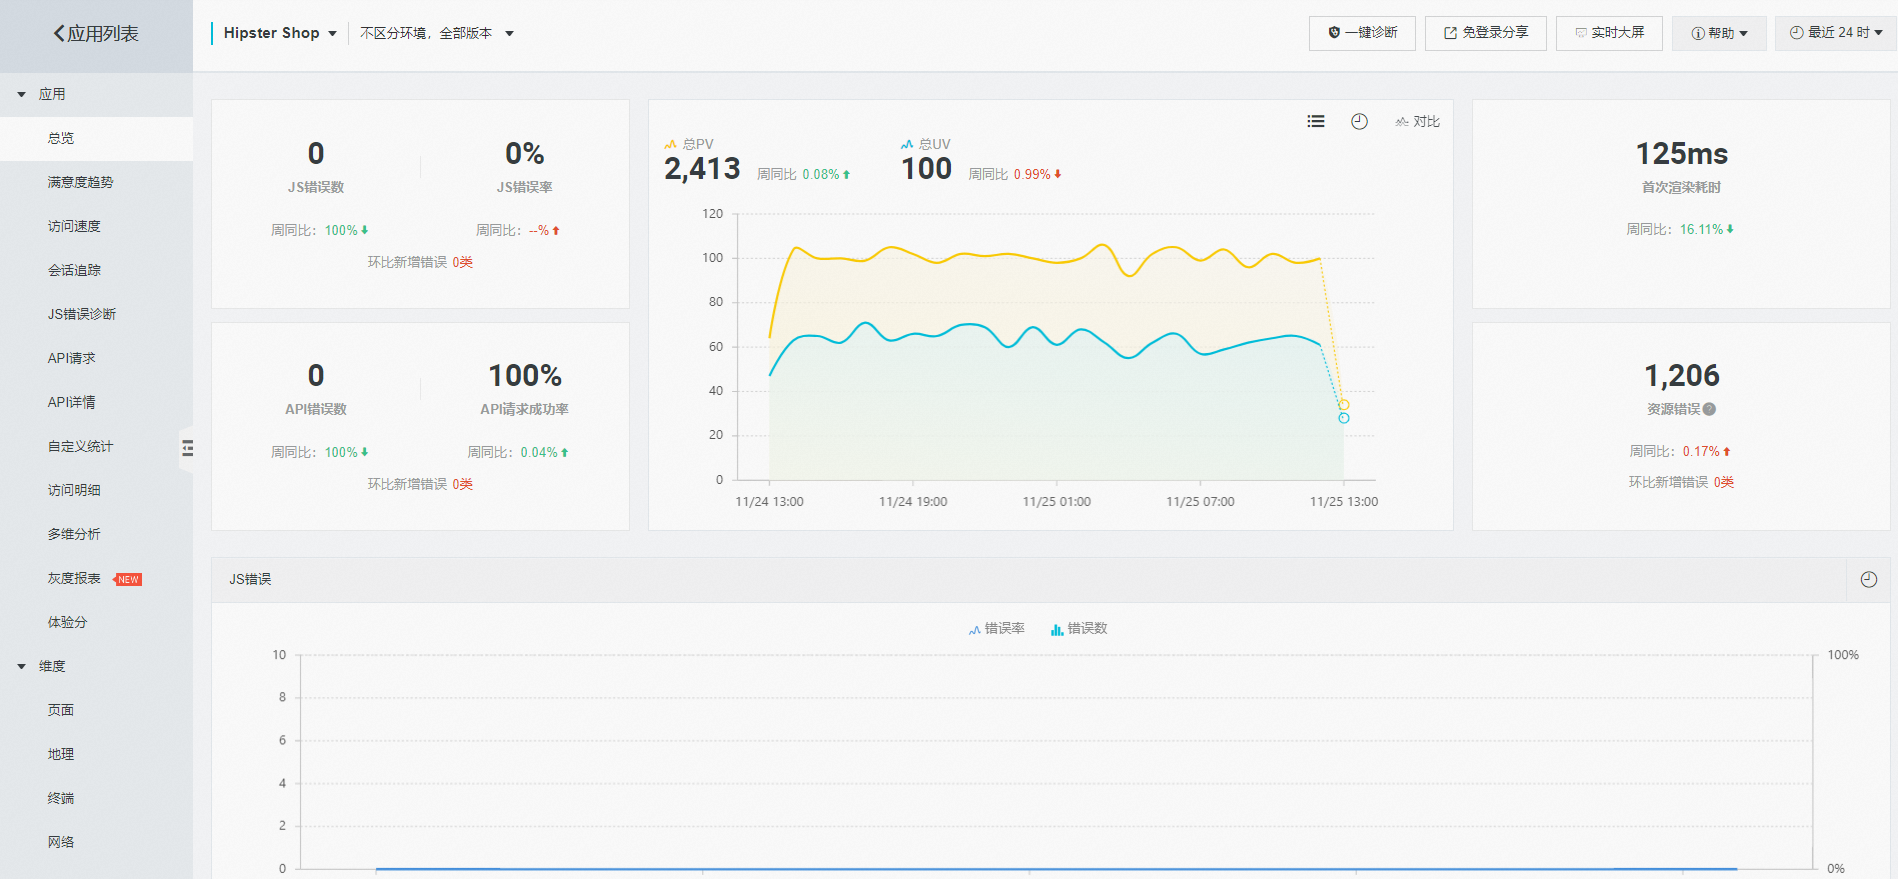 应用列表
Hipster Shop
不区分环境，全部版本
一键诊断
免登录分享
实时大屏
帮助
最近 24 时
应用
总览
满意度趋势
访问速度
会话追踪
JS错误诊断
API请求
API详情
自定义统计
访问明细
多维分析
灰度报表 NEW
体验分
维度
页面
地理
终端
网络
0
JS错误数
周同比： 100%
0%
JS错误率
周同比： --%
环比新增错误 0类
0
API错误数
周同比： 100%
100%
API请求成功率
周同比： 0.04%
环比新增错误 0类
对比
总PV
2,413 周同比 0.08%
总UV
100 周同比 0.99%
120
100
80
60
40
20
0
11/24 13:00
11/24 19:00
11/25 01:00
11/25 07:00
11/25 13:00
125ms
首次渲染耗时
周同比： 16.11%
1,206
资源错误 ?
周同比： 0.17%
环比新增错误 0类
JS错误
错误率
错误数
10
8
6
4
2
0
100%
0%